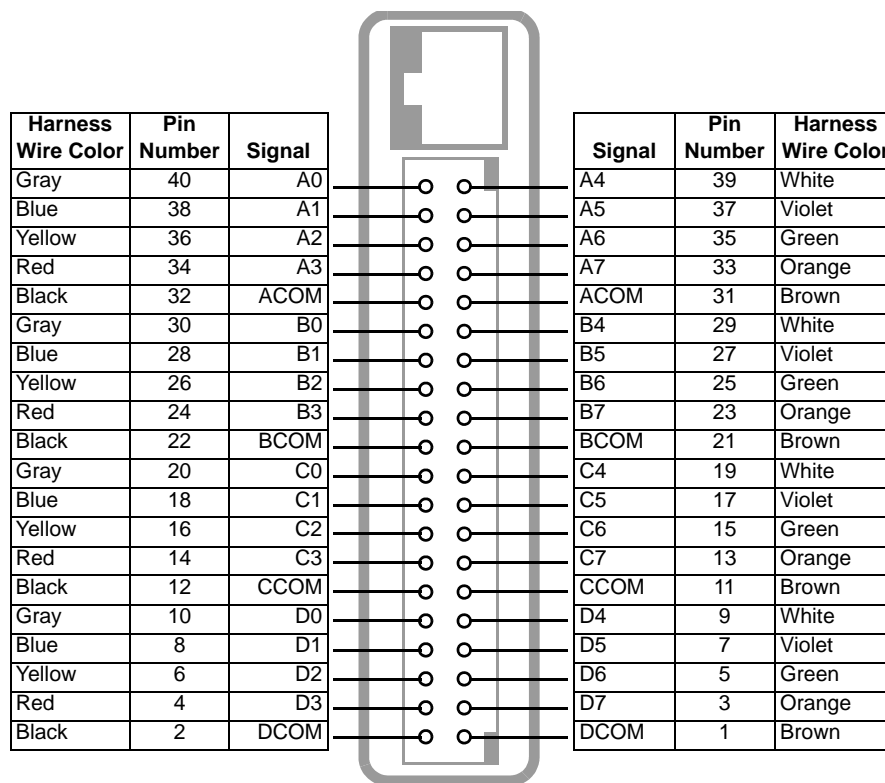 Harness Wire Color Pin Number Signal Signal Pin Number Harness Wire Color
Gray 40 A0 A4 39 White
Blue 38 A1 A5 37 Violet
Yellow 36 A2 A6 35 Green
Red 34 A3 A7 33 Orange
Black 32 ACOM ACOM 31 Brown
Gray 30 B0 B4 29 White
Blue 28 B1 B5 27 Violet
Yellow 26 B2 B6 25 Green
Red 24 B3 B7 23 Orange
Black 22 BCOM BCOM 21 Brown
Gray 20 C0 C4 19 White
Blue 18 C1 C5 17 Violet
Yellow 16 C2 C6 15 Green
Red 14 C3 C7 13 Orange
Black 12 CCOM CCOM 11 Brown
Gray 10 D0 D4 9 White
Blue 8 D1 D5 7 Violet
Yellow 6 D2 D6 5 Green
Red 4 D3 D7 3 Orange
Black 2 DCOM DCOM 1 Brown